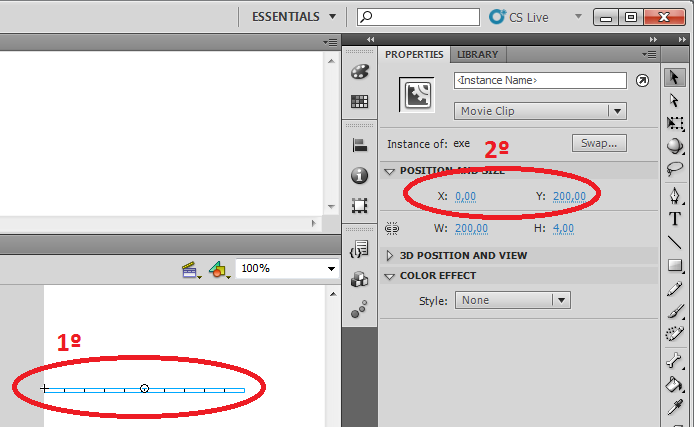 ESSENTIALS
CS Live
PROPERTIES LIBRARY
<Instance Name>
Movie Clip
Instance of: exe Swap...
2º
POSITION AND SIZE
X: 0,00 Y: 200,00
W: 200,00 H: 4,00
3D POSITION AND VIEW
COLOR EFFECT
Style: None
100%
1º